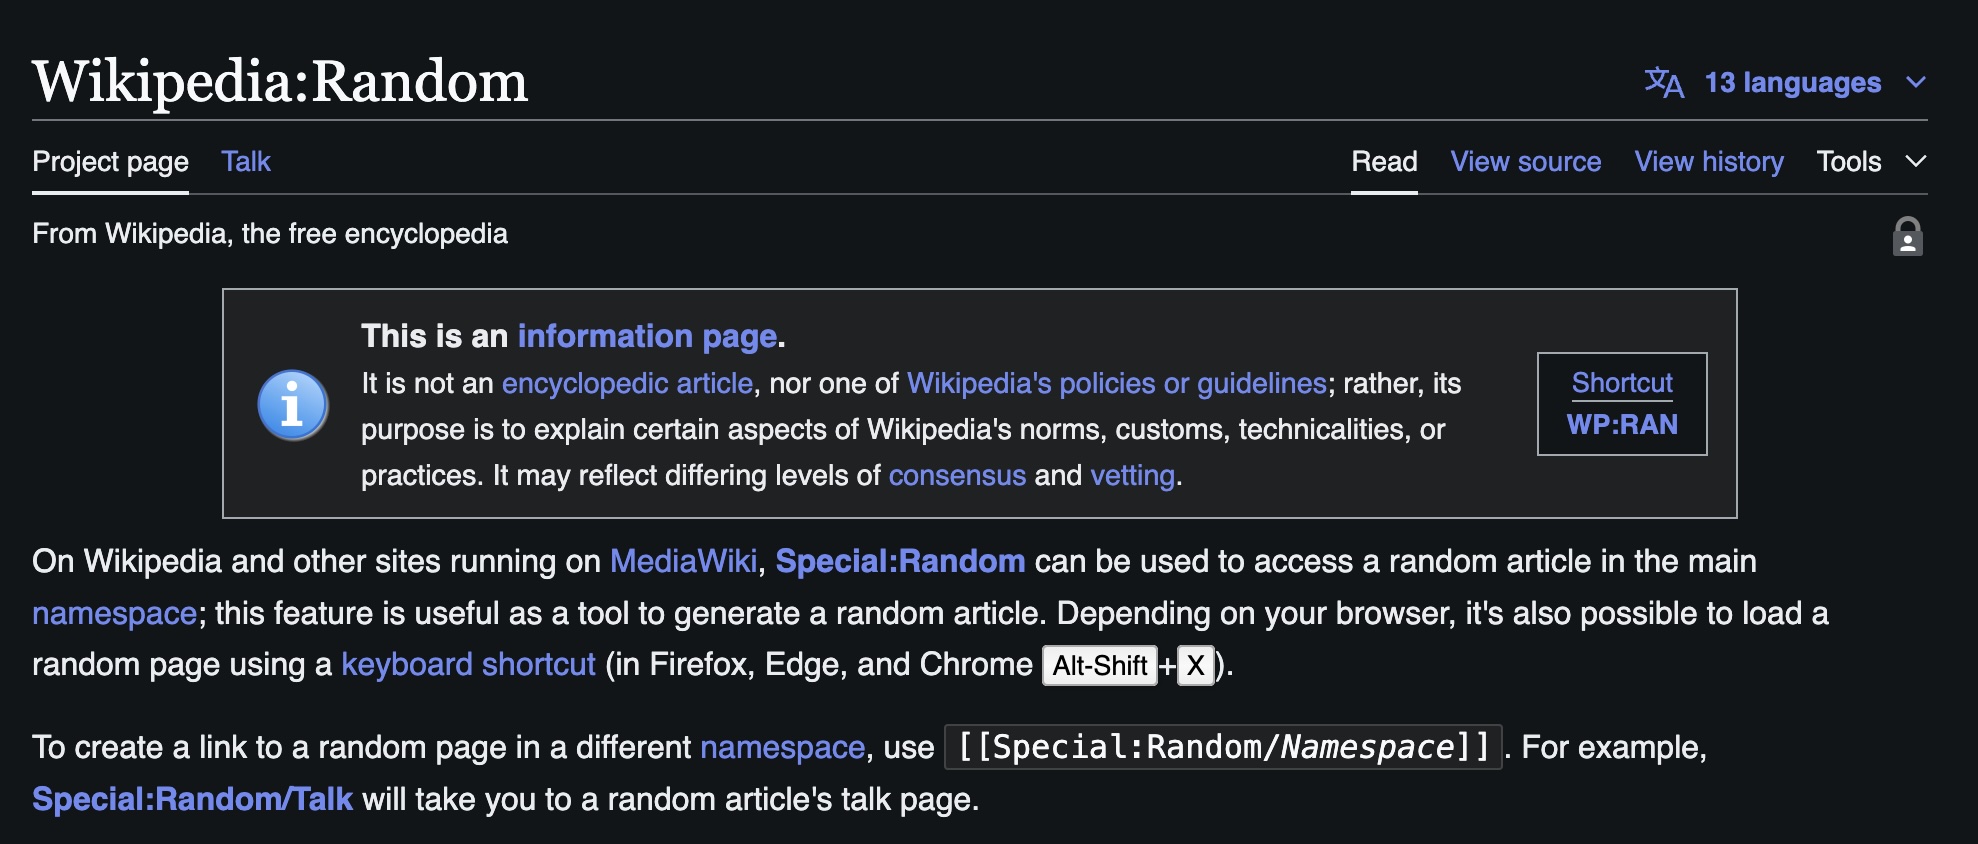 Wikipedia:Random
13 languages
Project page Talk Read View source View history Tools
From Wikipedia, the free encyclopedia
This is an information page.
It is not an encyclopedic article, nor one of Wikipedia's policies or guidelines; rather, its
purpose is to explain certain aspects of Wikipedia's norms, customs, technicalities, or
practices. It may reflect differing levels of consensus and vetting.
Shortcut
WP:RAN
On Wikipedia and other sites running on MediaWiki, Special:Random can be used to access a random article in the main
namespace; this feature is useful as a tool to generate a random article. Depending on your browser, it's also possible to load a
random page using a keyboard shortcut (in Firefox, Edge, and Chrome Alt-Shift+X).
To create a link to a random page in a different namespace, use [[Special:Random/Namespace]]. For example,
Special:Random/Talk will take you to a random article's talk page.